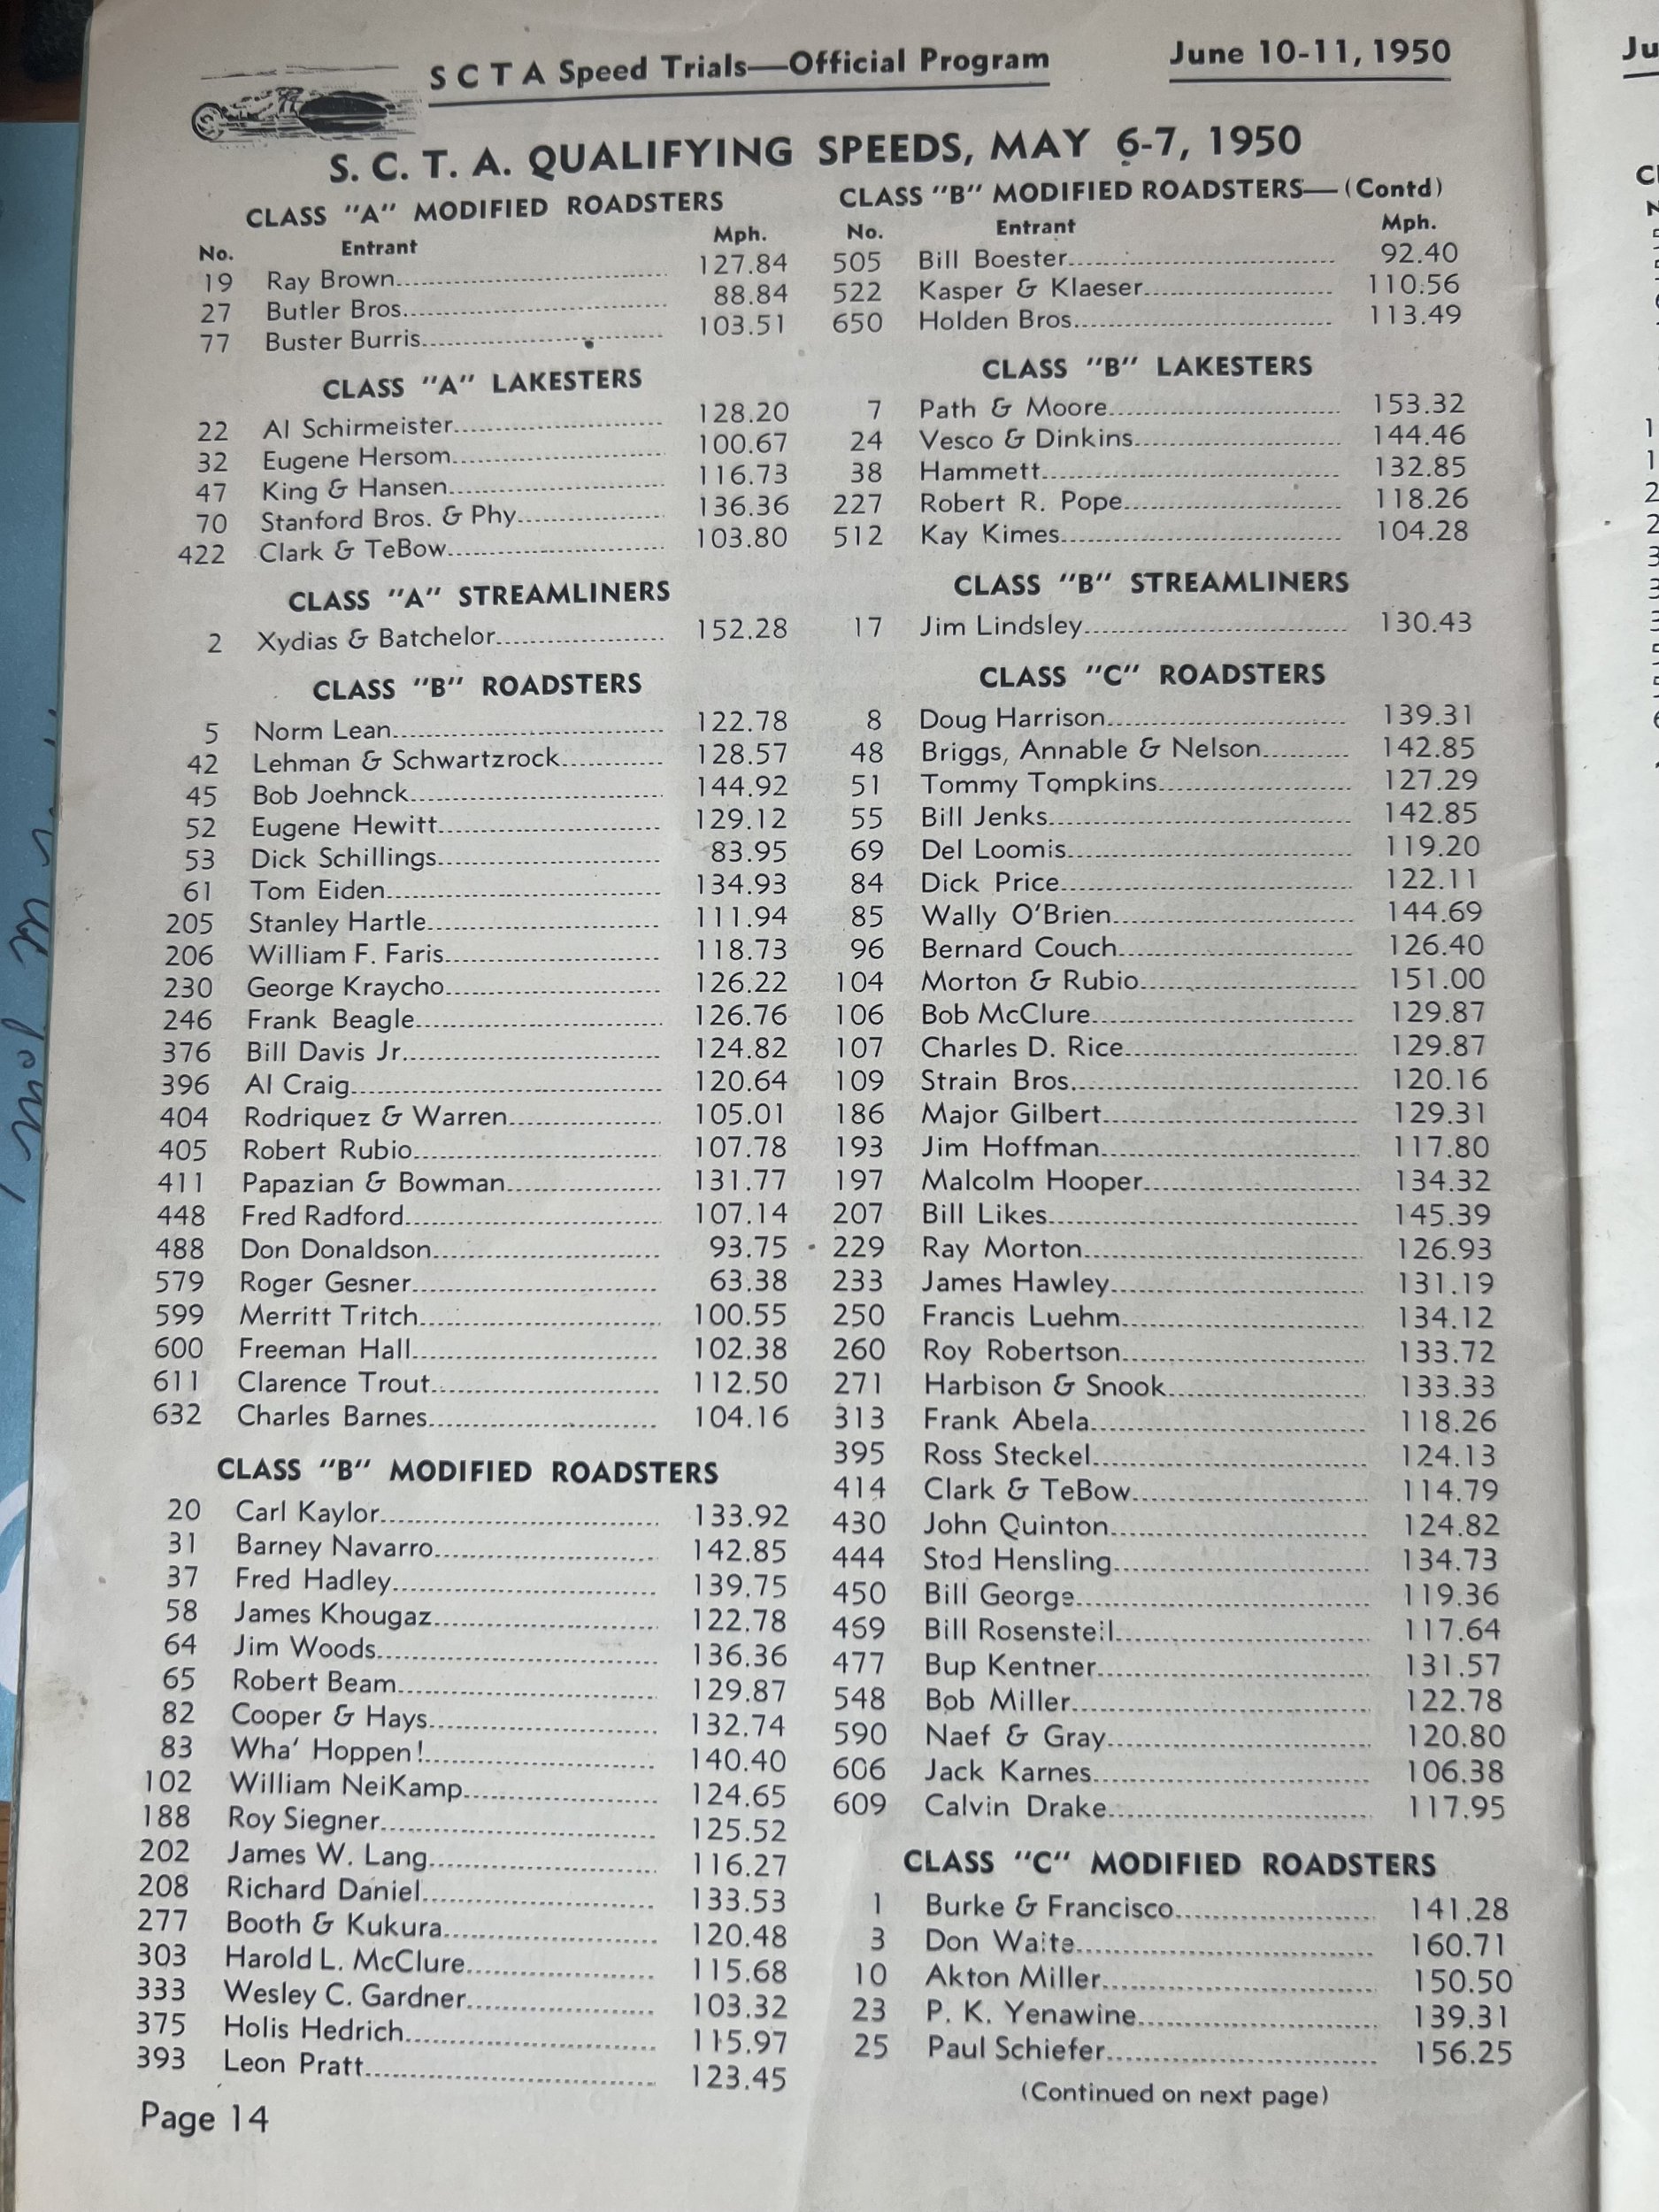 S C T A Speed Trials—Official Program
June 10-11, 1950
S. C. T. A. QUALIFYING SPEEDS, MAY 6-7, 1950
CLASS "A" MODIFIED ROADSTERS
No. Entrant Mph.
19 Ray Brown 127.84
27 Butler Bros. 88.84
77 Buster Burris 103.51
CLASS "A" LAKESTERS
22 Al Schirmeister 128.20
32 Eugene Hersom 100.67
47 King & Hansen 116.73
70 Stanford Bros. & Phy 136.36
422 Clark & TeBow 103.80
CLASS "A" STREAMLINERS
2 Xydias & Batchelor 152.28
CLASS "B" ROADSTERS
5 Norm Lean 122.78
42 Lehman & Schwartzrock 128.57
45 Bob Joehnck 144.92
52 Eugene Hewitt 129.12
53 Dick Schillings 83.95
61 Tom Eiden 134.93
205 Stanley Hartle 111.94
206 William F. Faris 118.73
230 George Kraycho 126.22
246 Frank Beagle 126.76
376 Bill Davis Jr. 124.82
396 Al Craig 120.64
404 Rodriquez & Warren 105.01
405 Robert Rubio 107.78
411 Papazian & Bowman 131.77
448 Fred Radford 107.14
488 Don Donaldson 93.75
579 Roger Gesner 63.38
599 Merritt Tritch 100.55
600 Freeman Hall 102.38
611 Clarence Trout 112.50
632 Charles Barnes 104.16
CLASS "B" MODIFIED ROADSTERS
20 Carl Kaylor 133.92
31 Barney Navarro 142.85
37 Fred Hadley 139.75
58 James Khougaz 122.78
64 Jim Woods 136.36
65 Robert Beam 129.87
82 Cooper & Hays 132.74
83 Wha' Hoppen! 140.40
102 William NeiKamp 124.65
188 Roy Siegner 125.52
202 James W. Lang 116.27
208 Richard Daniel 133.53
277 Booth & Kukura 120.48
303 Harold L. McClure 115.68
333 Wesley C. Gardner 103.32
375 Holis Hedrich 115.97
393 Leon Pratt 123.45
Page 14
CLASS "B" MODIFIED ROADSTERS—(Contd)
No. Entrant Mph.
505 Bill Boester 92.40
522 Kasper & Klaeser 110.56
650 Holden Bros. 113.49
CLASS "B" LAKESTERS
7 Path & Moore 153.32
24 Vesco & Dinkins 144.46
38 Hammett 132.85
227 Robert R. Pope 118.26
512 Kay Kimes 104.28
CLASS "B" STREAMLINERS
17 Jim Lindsley 130.43
CLASS "C" ROADSTERS
8 Doug Harrison 139.31
48 Briggs, Annable & Nelson 142.85
51 Tommy Tompkins 127.29
55 Bill Jenks 142.85
69 Del Loomis 119.20
84 Dick Price 122.11
85 Wally O'Brien 144.69
96 Bernard Couch 126.40
104 Morton & Rubio 151.00
106 Bob McClure 129.87
107 Charles D. Rice 129.87
109 Strain Bros. 120.16
186 Major Gilbert 129.31
193 Jim Hoffman 117.80
197 Malcolm Hooper 134.32
207 Bill Likes 145.39
229 Ray Morton 126.93
233 James Hawley 131.19
250 Francis Luehm 134.12
260 Roy Robertson 133.72
271 Harbison & Snook 133.33
313 Frank Abela 118.26
395 Ross Steckel 124.13
414 Clark & TeBow 114.79
430 John Quinton 124.82
444 Stod Hensling 134.73
450 Bill George 119.36
459 Bill Rosensteil 117.64
477 Bup Kentner 131.57
548 Bob Miller 122.78
590 Naef & Gray 120.80
606 Jack Karnes 106.38
609 Calvin Drake 117.95
CLASS "C" MODIFIED ROADSTERS
1 Burke & Francisco 141.28
3 Don Waite 160.71
10 Akton Miller 150.50
23 P. K. Yenawine 139.31
25 Paul Schiefer 156.25
(Continued on next page)